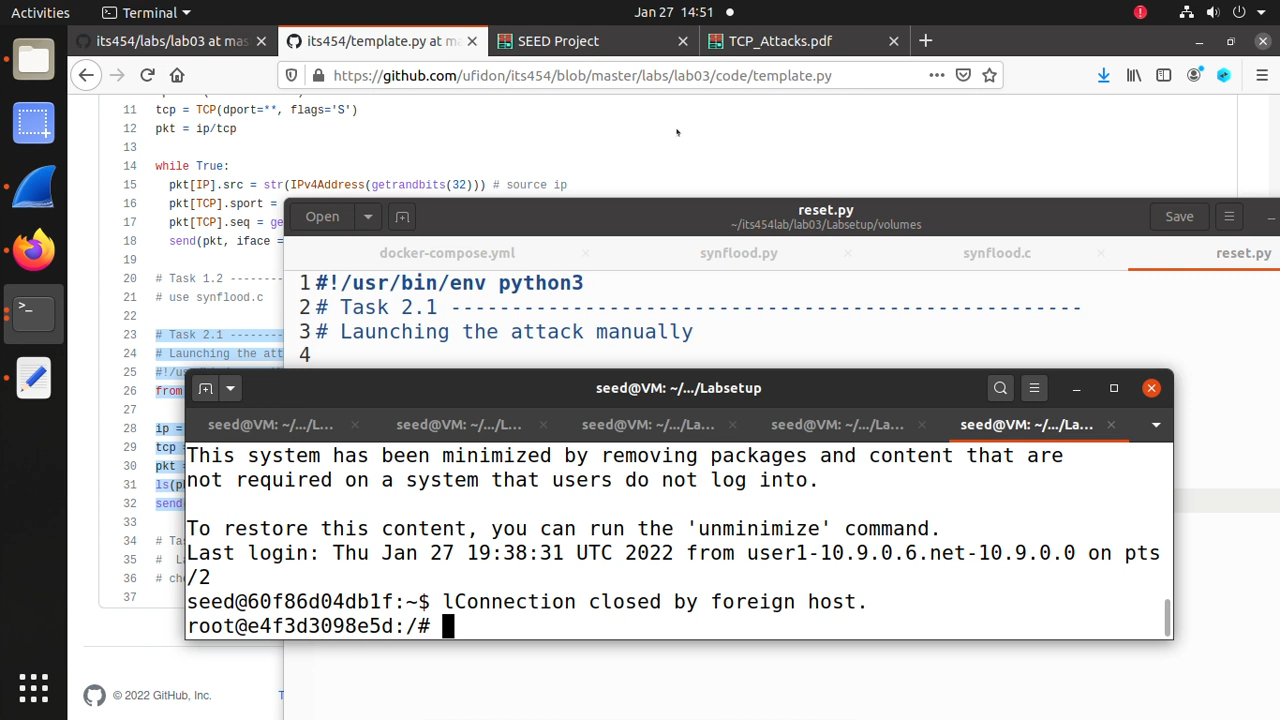 Activities
Terminal
Jan 27 14:51
its454/labs/lab03 at mas
its454/template.py at ma
SEED Project
TCP_Attacks.pdf
https://github.com/ufidon/its454/blob/master/labs/lab03/code/template.py
11 tcp = TCP(dport=**, flags='S')
12 pkt = ip/tcp
13
14 while True:
15 pkt[IP].src = str(IPv4Address(getrandbits(32))) # source ip
16 pkt[TCP].sport =
17 pkt[TCP].seq = ge
18 send(pkt, iface =
19
20 # Task 1.2 --------
21 # use synflood.c
22
23 # Task 2.1 --------
24 # Launching the att
25 #!/us
26 from
27
28 ip =
29 tcp =
30 pkt =
31 ls(p
32 send
33
34 # Tas
35 # L
36 # che
37
© 2022 GitHub, Inc.
Open
reset.py
~/its454lab/lab03/Labsetup/volumes
Save
docker-compose.yml
synflood.py
synflood.c
reset.py
1 #!/usr/bin/env python3
2 # Task 2.1 ----------------------------------------------------
3 # Launching the attack manually
4
seed@VM: ~/.../Labsetup
seed@VM: ~/.../L...
seed@VM: ~/.../L...
seed@VM: ~/.../La...
seed@VM: ~/.../La...
seed@VM: ~/.../La...
This system has been minimized by removing packages and content that are
not required on a system that users do not log into.
To restore this content, you can run the 'unminimize' command.
Last login: Thu Jan 27 19:38:31 UTC 2022 from user1-10.9.0.6.net-10.9.0.0 on pts
/2
seed@60f86d04db1f:~$ lConnection closed by foreign host.
root@e4f3d3098e5d:/#